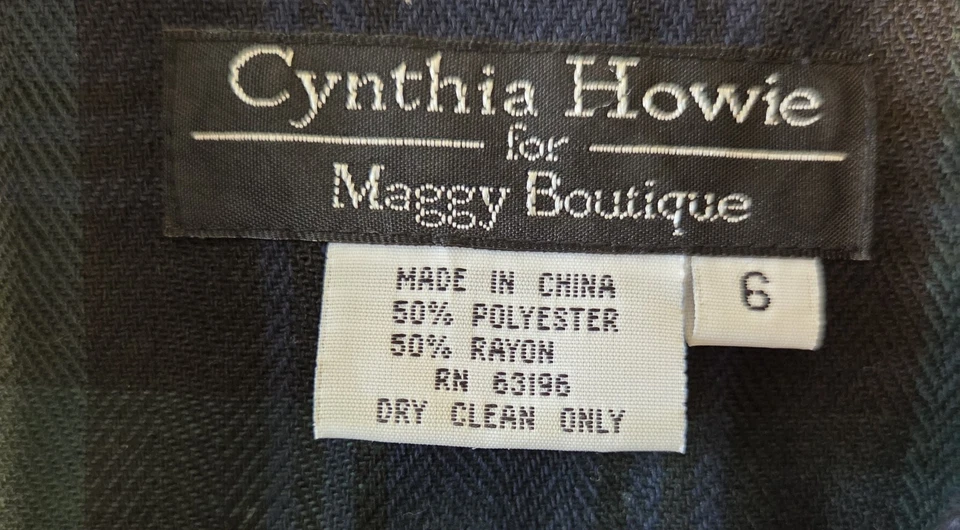 Cynthia Howie
for
Maggy Boutique
MADE IN CHINA
50% POLYESTER
50% RAYON
RN 63196
DRY CLEAN ONLY
6